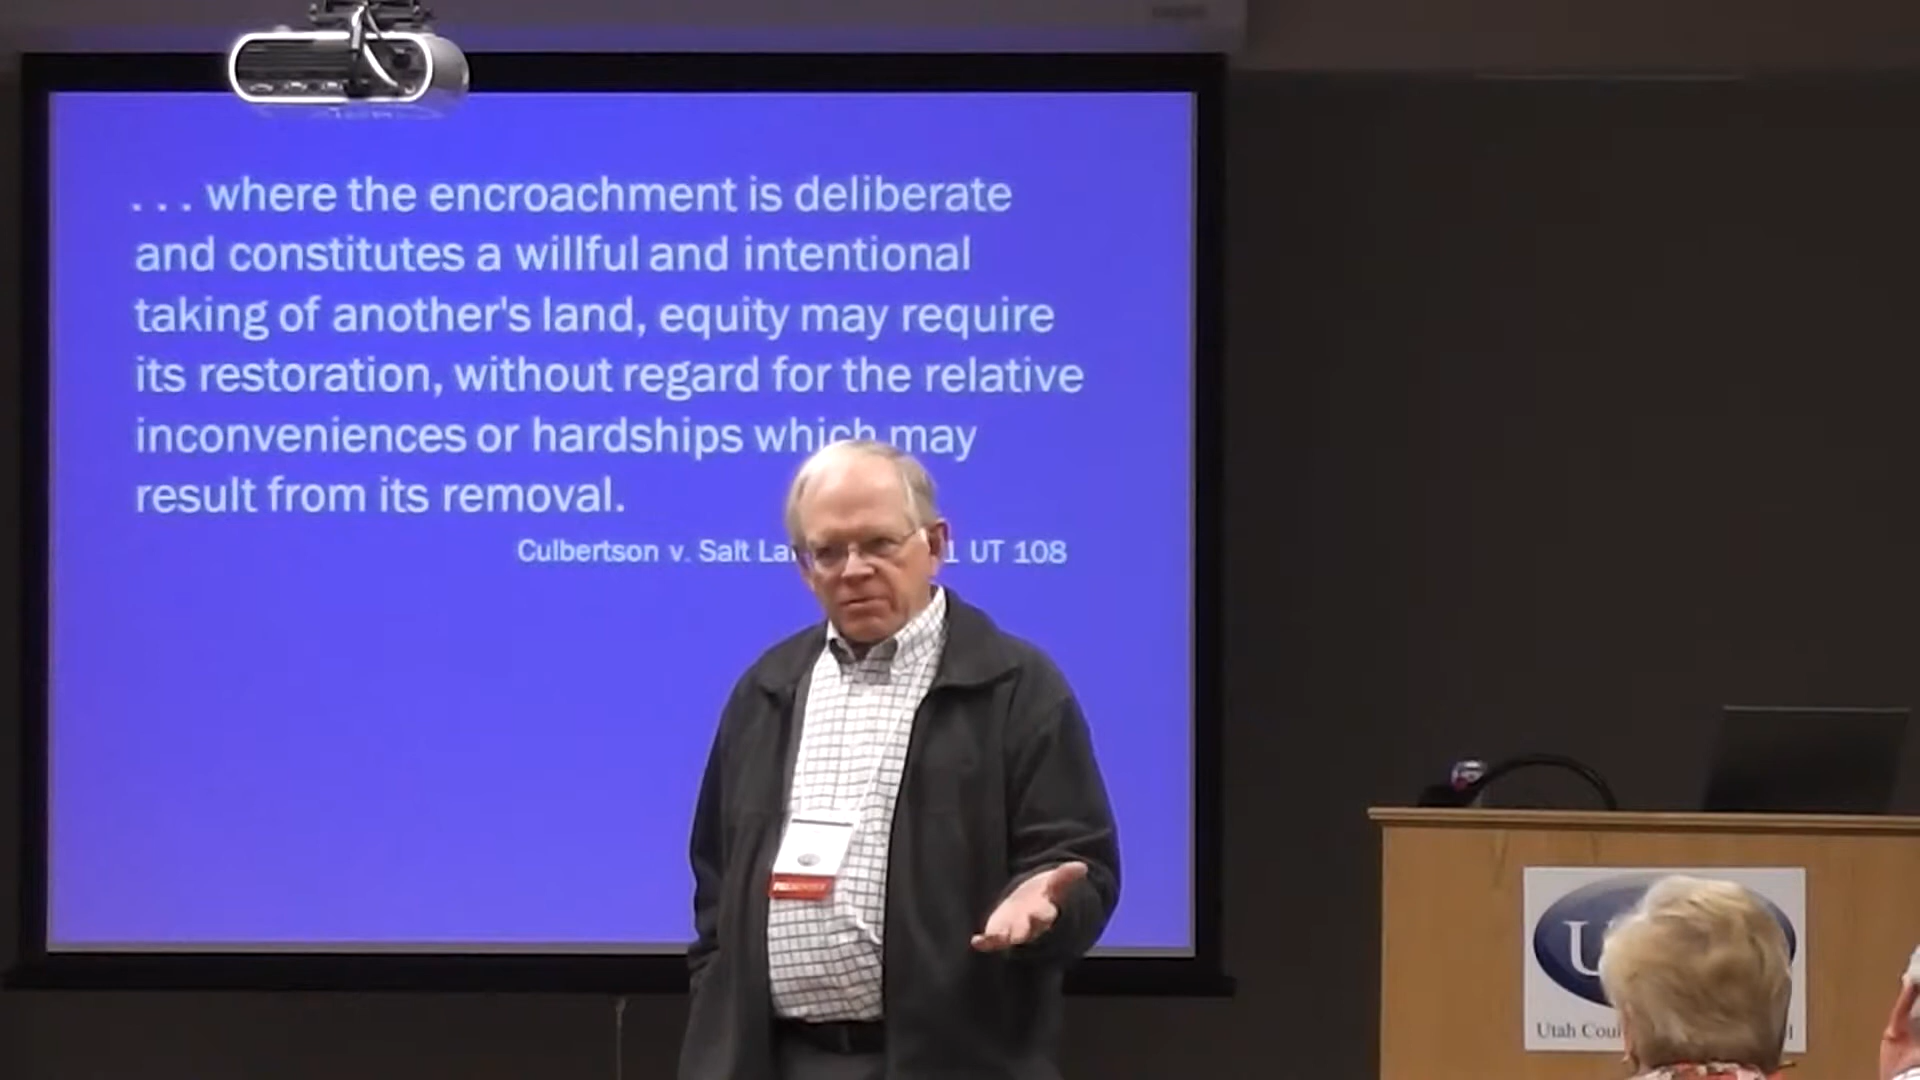 . . . where the encroachment is deliberate
and constitutes a willful and intentional
taking of another's land, equity may require
its restoration, without regard for the relative
inconveniences or hardships which may
result from its removal.
Culbertson v. Salt 1 UT 108
U
Utah